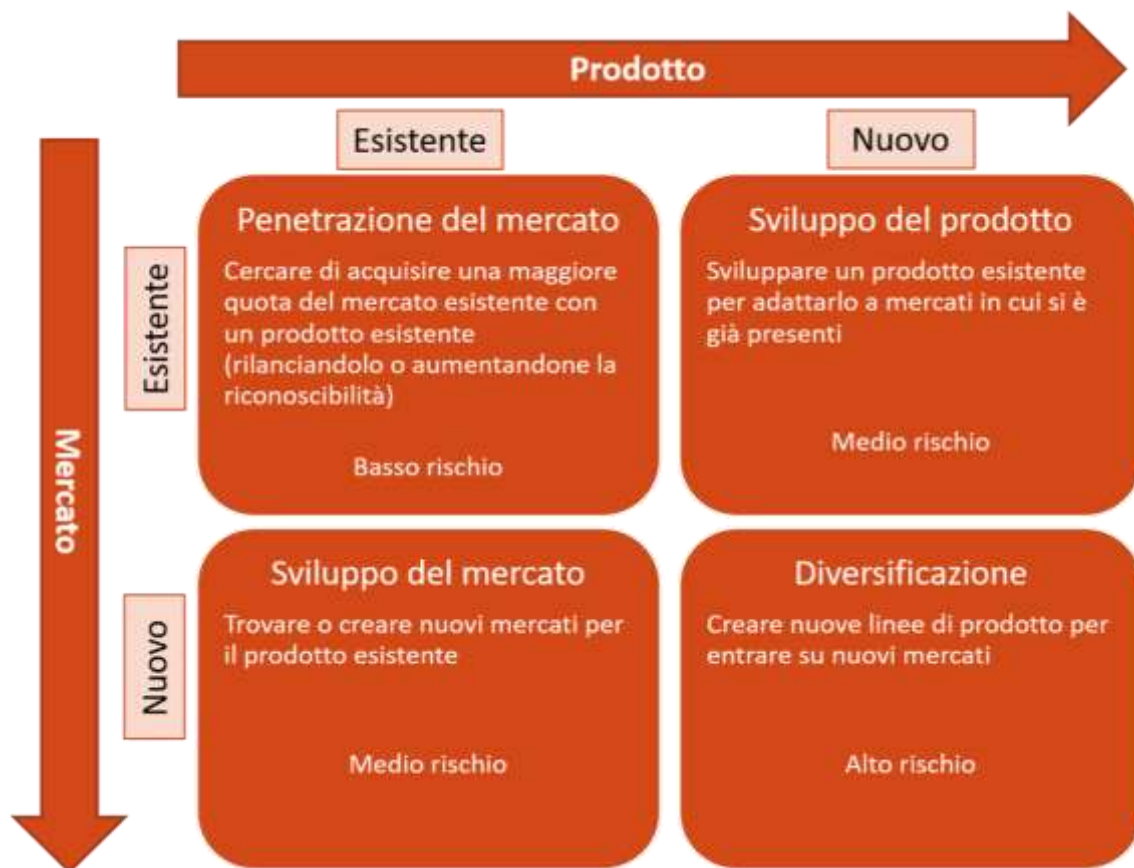 Prodotto
Esistente
Nuovo
Mercato
Esistente
Penetrazione del mercato
Cercare di acquisire una maggiore
quota del mercato esistente con
un prodotto esistente
(rilanciandolo o aumentandone la
riconoscibilità)
Basso rischio
Sviluppo del prodotto
Sviluppare un prodotto esistente
per adattarlo a mercati in cui si è
già presenti
Medio rischio
Nuovo
Sviluppo del mercato
Trovare o creare nuovi mercati per
il prodotto esistente
Medio rischio
Diversificazione
Creare nuove linee di prodotto per
entrare su nuovi mercati
Alto rischio